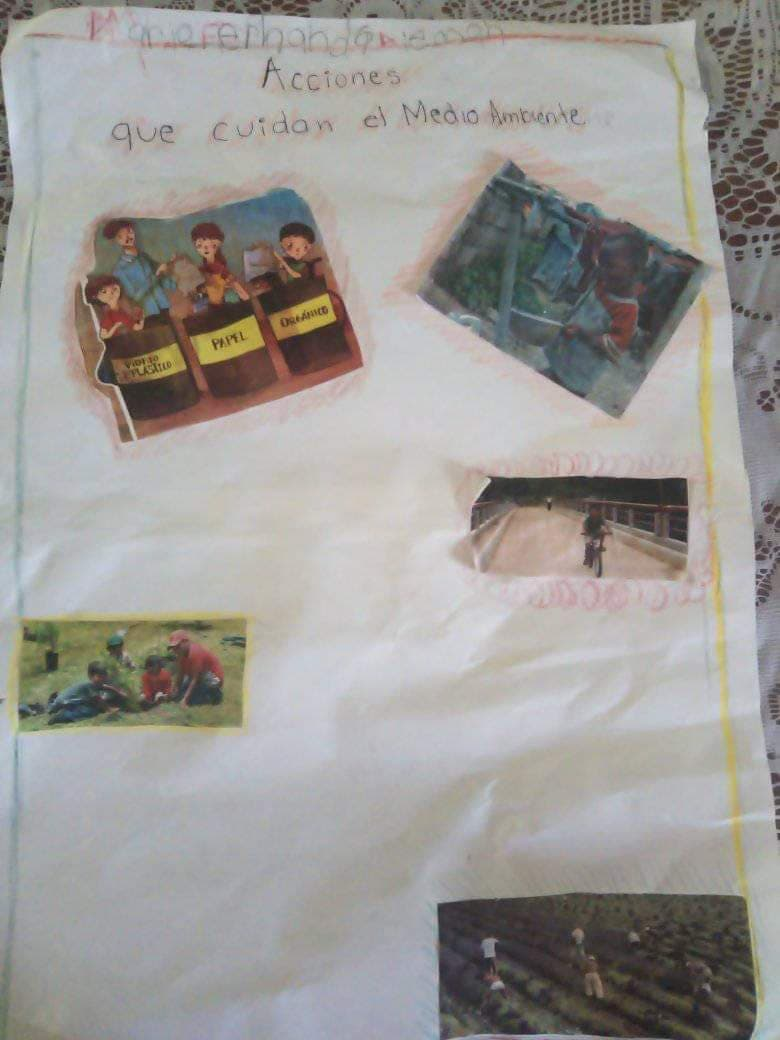 Acciones
que cuidan el Medio Ambiente
VIDRIO
Y PLÁSTICO
PAPEL
ORGÁNICO